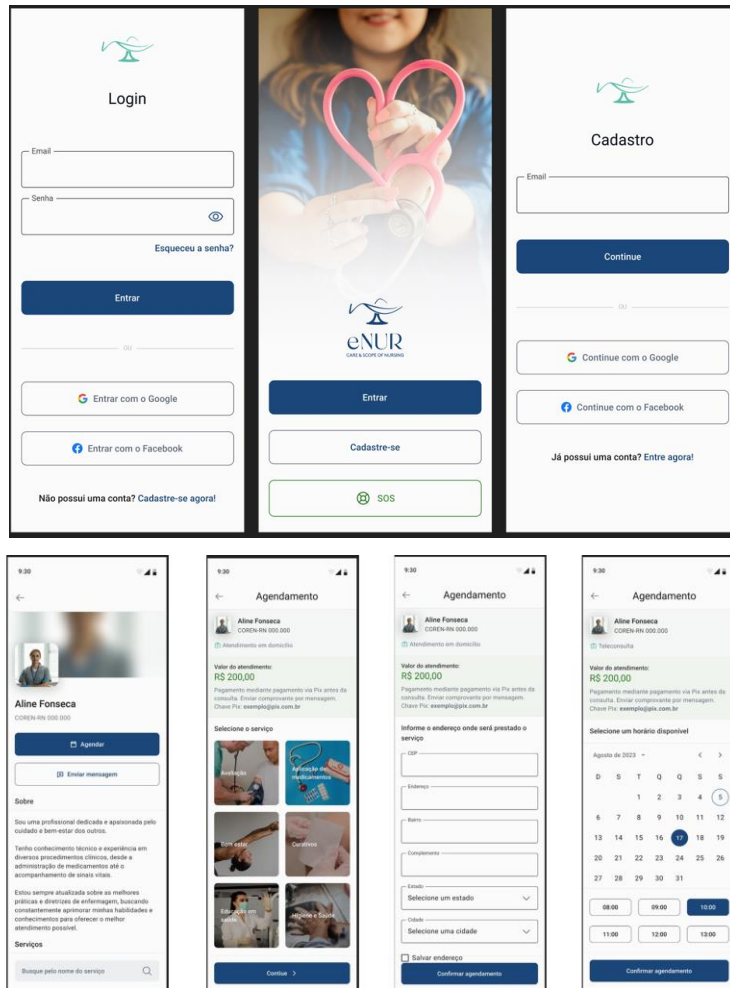 Login
Email
Senha
Esqueceu a senha?
Entrar
ou
Entrar com o Google
Entrar com o Facebook
Não possui uma conta? Cadastre-se agora!
eNUR
CARE & SCOPE OF NURSING
Entrar
Cadastre-se
SOS
Cadastro
Email
Continue
ou
Continue com o Google
Continue com o Facebook
Já possui uma conta? Entre agora!
9:30
Aline Fonseca
COREN-RN 000.000
Agendar
Enviar mensagem
Sobre
Sou uma profissional dedicada e apaixonada pelo
cuidado e bem-estar dos outros.
Tenho conhecimento técnico e experiência em
diversos procedimentos clínicos, desde a
administração de medicamentos até o
acompanhamento de sinais vitais.
Estou sempre atualizada sobre as melhores
práticas e diretrizes de enfermagem, buscando
constantemente aprimorar minhas habilidades e
conhecimentos para oferecer o melhor
atendimento possível.
Serviços
Busque pelo nome do serviço
9:30
Agendamento
Aline Fonseca
COREN-RN 000.000
Atendimento em domicílio
Valor do atendimento:
R$ 200,00
Pagamento mediante pagamento via Pix antes da
consulta. Enviar comprovante por mensagem.
Chave Pix: exemplo@pix.com.br
Selecione o serviço
Avaliação
Aplicação de
medicamentos
Bem estar
Curativos
Educação em
saúde
Higiene e Saúde
Contiue >
9:30
Agendamento
Aline Fonseca
COREN-RN 000.000
Atendimento em domicílio
Valor do atendimento:
R$ 200,00
Pagamento mediante pagamento via Pix antes da
consulta. Enviar comprovante por mensagem.
Chave Pix: exemplo@pix.com.br
Informe o endereço onde será prestado o
serviço
CEP
Endereço
Bairro
Complemento
Estado
Selecione um estado
Cidade
Selecione uma cidade
Salvar endereço
Confirmar agendamento
9:30
Agendamento
Aline Fonseca
COREN-RN 000.000
Teleconsulta
Valor do atendimento:
R$ 200,00
Pagamento mediante pagamento via Pix antes da
consulta. Enviar comprovante por mensagem.
Chave Pix: exemplo@pix.com.br
Selecione um horário disponível
Agosto de 2023 < >
D S T Q Q S S
1 2 3 4 5
6 7 8 9 10 11 12
13 14 15 16 17 18 19
20 21 22 23 24 25 26
27 28 29 30 31
08:00 09:00 10:00
11:00 12:00 13:00
Confirmar agendamento